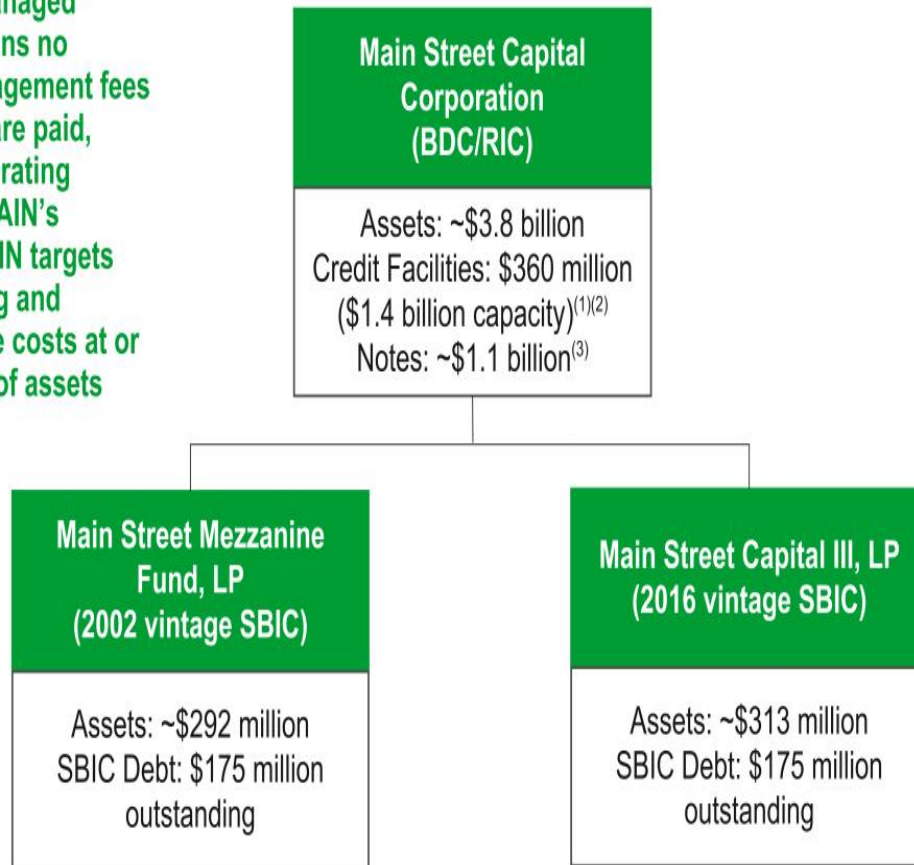 ns no
agement fees
are paid,
rating
AIN's
IN targets
g and
e costs at or
of assets
Main Street Capital
Corporation
(BDC/RIC)
Assets: ~$3.8 billion
Credit Facilities: $360 million
($1.4 billion capacity)(1)(2)
Notes: ~$1.1 billion(3)
Main Street Mezzanine
Fund, LP
(2002 vintage SBIC)
Assets: ~$292 million
SBIC Debt: $175 million
outstanding
Main Street Capital III, LP
(2016 vintage SBIC)
Assets: ~$313 million
SBIC Debt: $175 million
outstanding